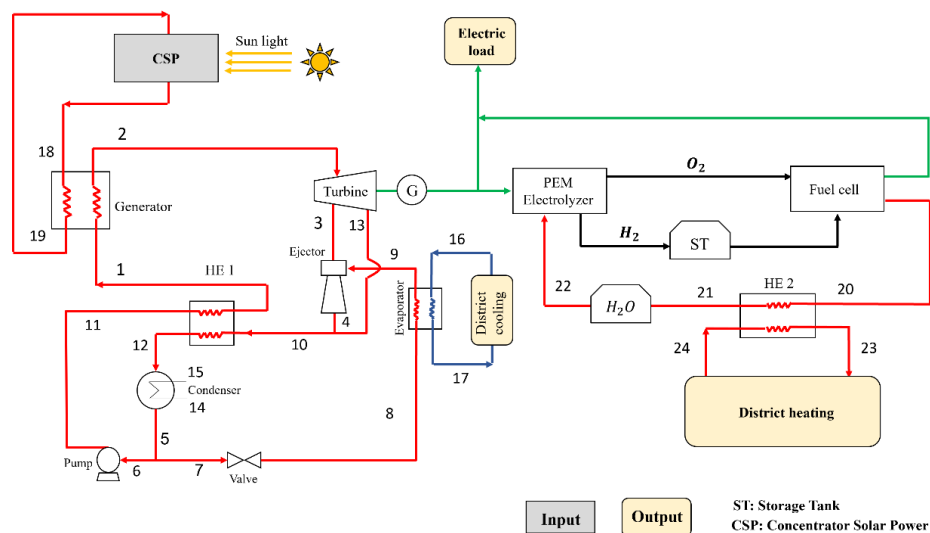 Electric
load
Sun light
CSP
2
18
O₂
PEM
Electrolyzer
Fuel cell
Turbine
G
Generator
3
13
H₂
ST
19
Ejector
9
16
1
HE 1
22
H₂O
21
HE 2
20
Evaporator
District
cooling
11
4
10
12
17
24
23
15
Condenser
14
8
District heating
5
Pump
6
7
Valve
Input
Output
ST: Storage Tank
CSP: Concentrator Solar Power